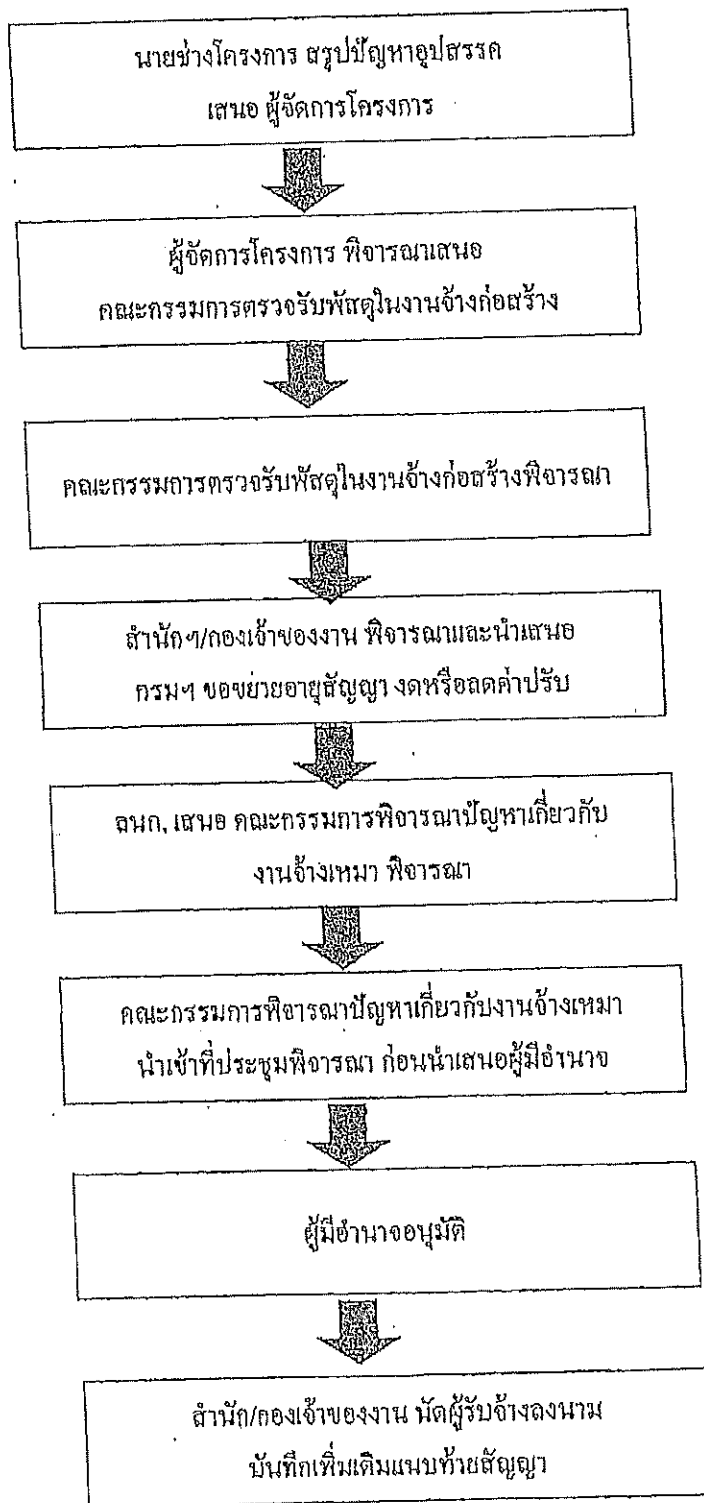 นายช่างโครงการ สรุปปัญหาอุปสรรค
เสนอ ผู้จัดการโครงการ
ผู้จัดการโครงการ พิจารณาเสนอ
คณะกรรมการตรวจรับพัสดุในงานจ้างก่อสร้าง
คณะกรรมการตรวจรับพัสดุในงานจ้างก่อสร้างพิจารณา
สำนักฯ/กองเจ้าของงาน พิจารณาและนำเสนอ
กรมฯ ขอขยายอายุสัญญา งดหรือลดค่าปรับ
ลนก. เสนอ คณะกรรมการพิจารณาปัญหาเกี่ยวกับ
งานจ้างเหมา พิจารณา
คณะกรรมการพิจารณาปัญหาเกี่ยวกับงานจ้างเหมา
นำเข้าที่ประชุมพิจารณา ก่อนนำเสนอผู้มีอำนาจ
ผู้มีอำนาจอนุมัติ
สำนัก/กองเจ้าของงาน นัดผู้รับจ้างลงนาม
บันทึกเพิ่มเติมแนบท้ายสัญญา